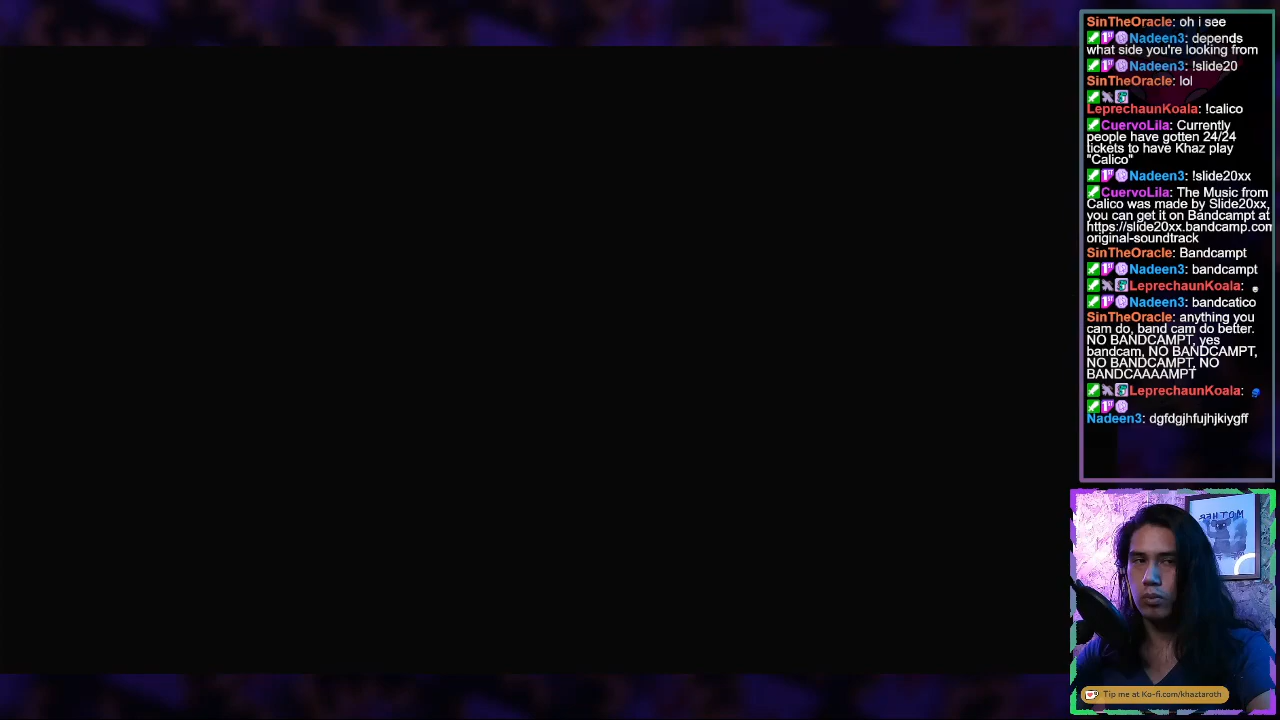 SinTheOracle: oh i see
Nadeen3: depends
what side you're looking from
Nadeen3: !slide20
SinTheOracle: lol
LeprechaunKoala: !calico
CuervoLila: Currently
people have gotten 24/24
tickets to have Khaz play
"Calico"
Nadeen3: !slide20xx
CuervoLila: The Music from
Calico was made by Slide20xx,
you can get it on Bandcampt at
https://slide20xx.bandcamp.com
original-soundtrack
SinTheOracle: Bandcampt
Nadeen3: bandcampt
LeprechaunKoala:
Nadeen3: bandcatico
SinTheOracle: anything you
cam do, band cam do better.
NO BANDCAMPT, yes
bandcam, NO BANDCAMPT,
NO BANDCAMPT, NO
BANDCAAAAMPT
LeprechaunKoala:
Nadeen3: dgfdgjhfujhjkiygff
MOTHER
Tip me at Ko-fi.com/khaztaroth